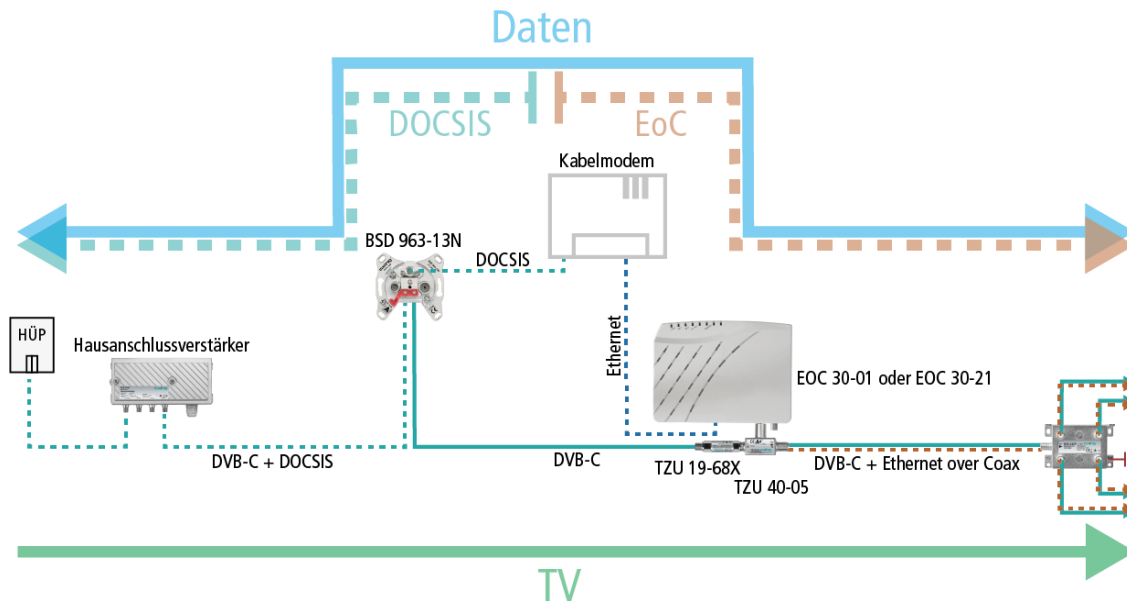 Daten
DOCSIS
EoC
Kabelmodem
BSD 963-13N
DOCSIS
HÜP
Hausanschlussverstärker
Ethernet
EOC 30-01 oder EOC 30-21
DVB-C + DOCSIS
DVB-C
TZU 19-68X
TZU 40-05
DVB-C + Ethernet over Coax
TV